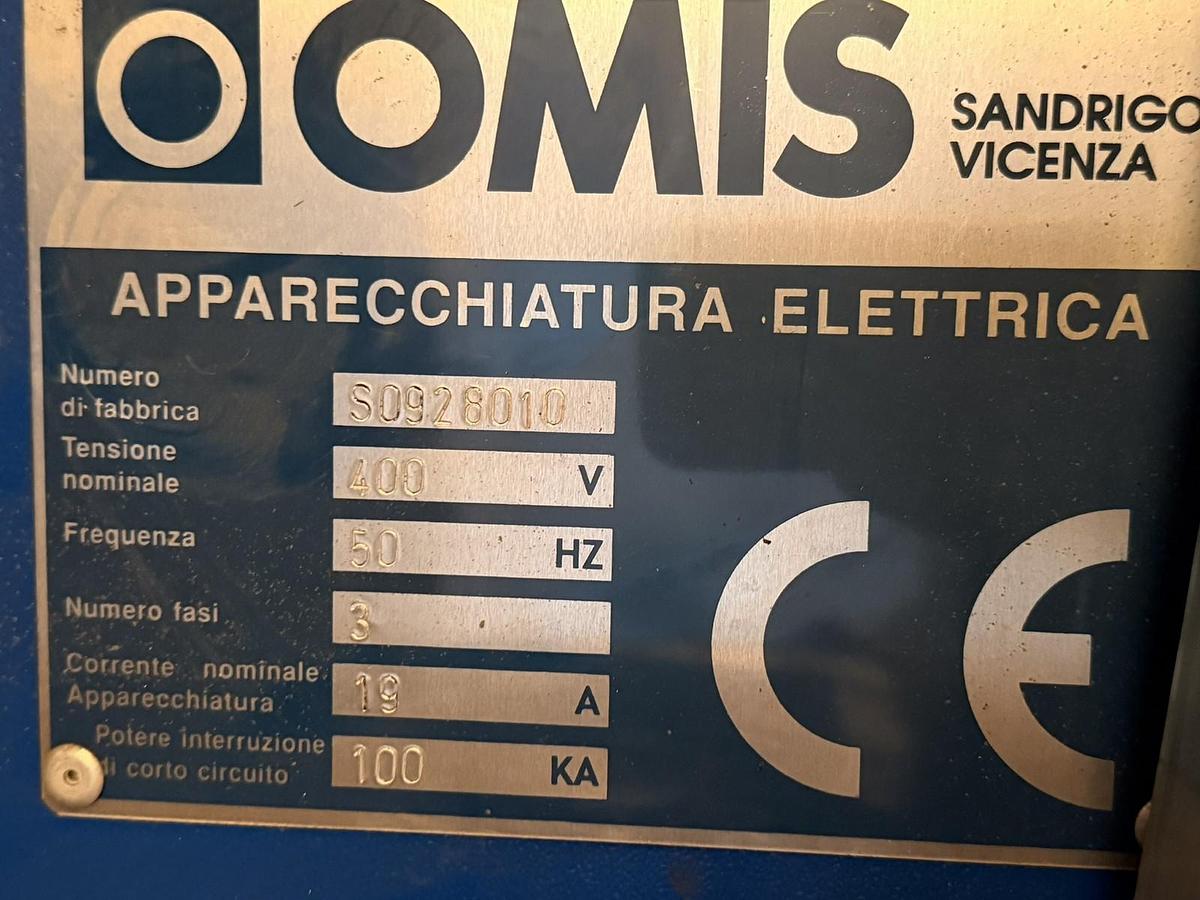 OMIS
SANDRIGO
VICENZA
APPARECCHIATURA ELETTRICA
Numero
di fabbrica
S0928010
Tensione
nominale
400 V
Frequenza
50 HZ
Numero fasi
3
Corrente nominale
Apparecchiatura
19 A
Potere interruzione
di corto circuito
100 KA
CE